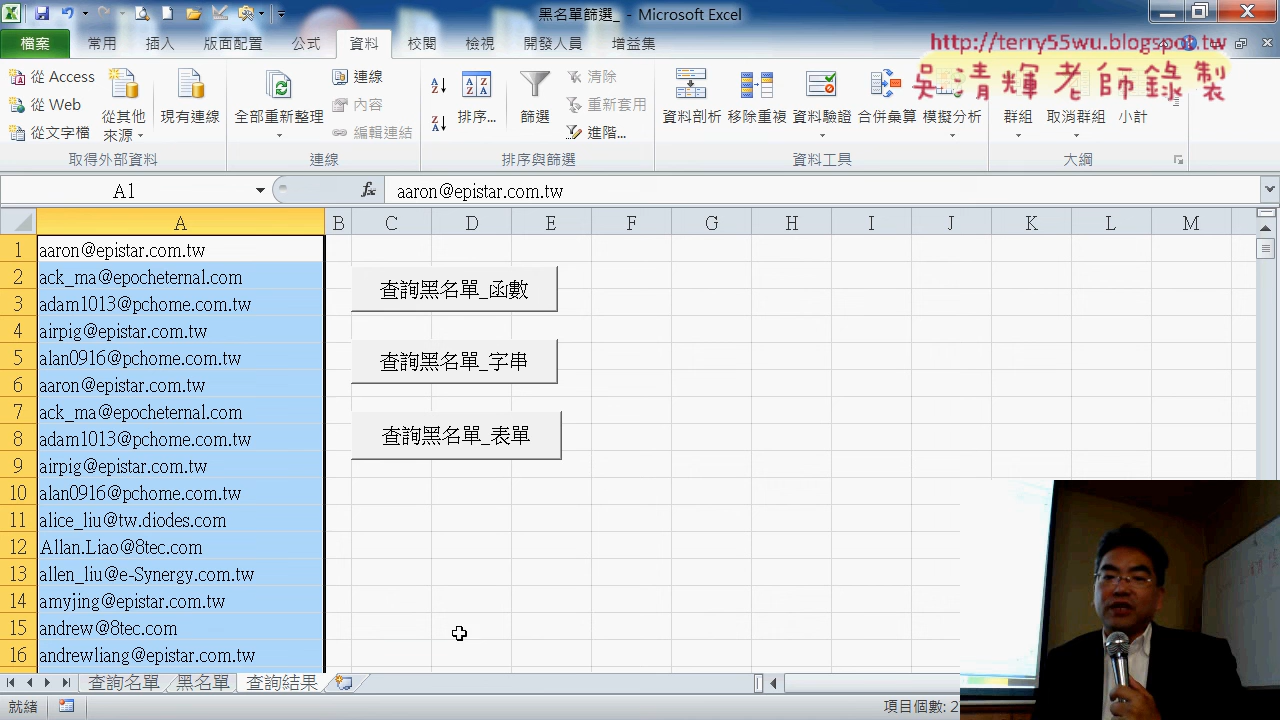 黑名單篩選_ - Microsoft Excel
http://terry55wu.blogspot.tw
吳清輝老師錄製
檔案 常用 插入 版面配置 公式 資料 校閱 檢視 開發人員 增益集
從 Access
從 Web
從文字檔
從其他來源
現有連線
取得外部資料
全部重新整理
連線
內容
編輯連結
連線
排序...
篩選
清除
重新套用
進階...
排序與篩選
資料剖析 移除重複 資料驗證 合併彙算 模擬分析
資料工具
群組 取消群組 小計
大綱
A1 fx aaron@epistar.com.tw
A B C D E F G H I J K L M
1 aaron@epistar.com.tw
2 ack_ma@epocheternal.com
3 adam1013@pchome.com.tw
4 airpig@epistar.com.tw
5 alan0916@pchome.com.tw
6 aaron@epistar.com.tw
7 ack_ma@epocheternal.com
8 adam1013@pchome.com.tw
9 airpig@epistar.com.tw
10 alan0916@pchome.com.tw
11 alice_liu@tw.diodes.com
12 Allan.Liao@8tec.com
13 allen_liu@e-Synergy.com.tw
14 amyjing@epistar.com.tw
15 andrew@8tec.com
16 andrewliang@epistar.com.tw
查詢黑名單_函數
查詢黑名單_字串
查詢黑名單_表單
查詢名單 黑名單 查詢結果
就緒
項目個數: 2